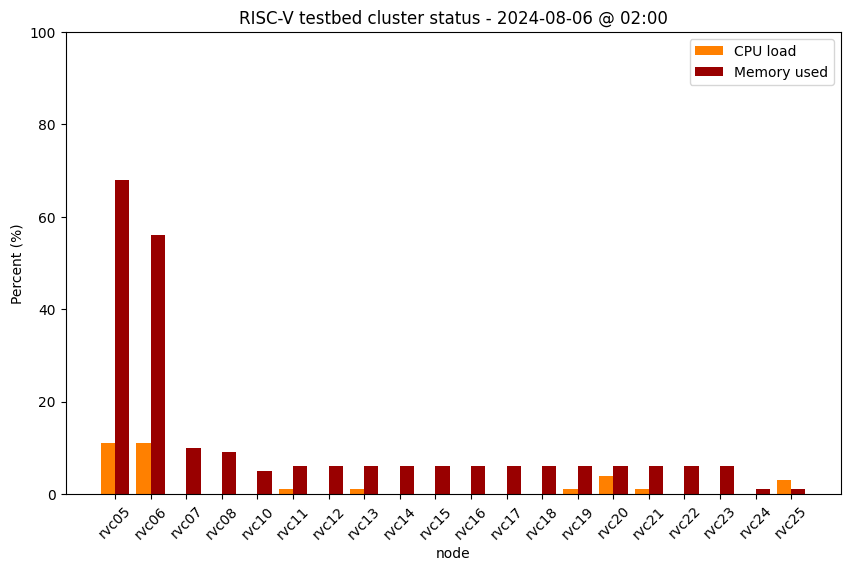 RISC-V testbed cluster status - 2024-08-06 @ 02:00
CPU load
Memory used
Percent (%)
100
80
60
40
20
0
rvc05 rvc06 rvc07 rvc08 rvc10 rvc11 rvc12 rvc13 rvc14 rvc15 rvc16 rvc17 rvc18 rvc19 rvc20 rvc21 rvc22 rvc23 rvc24 rvc25
node